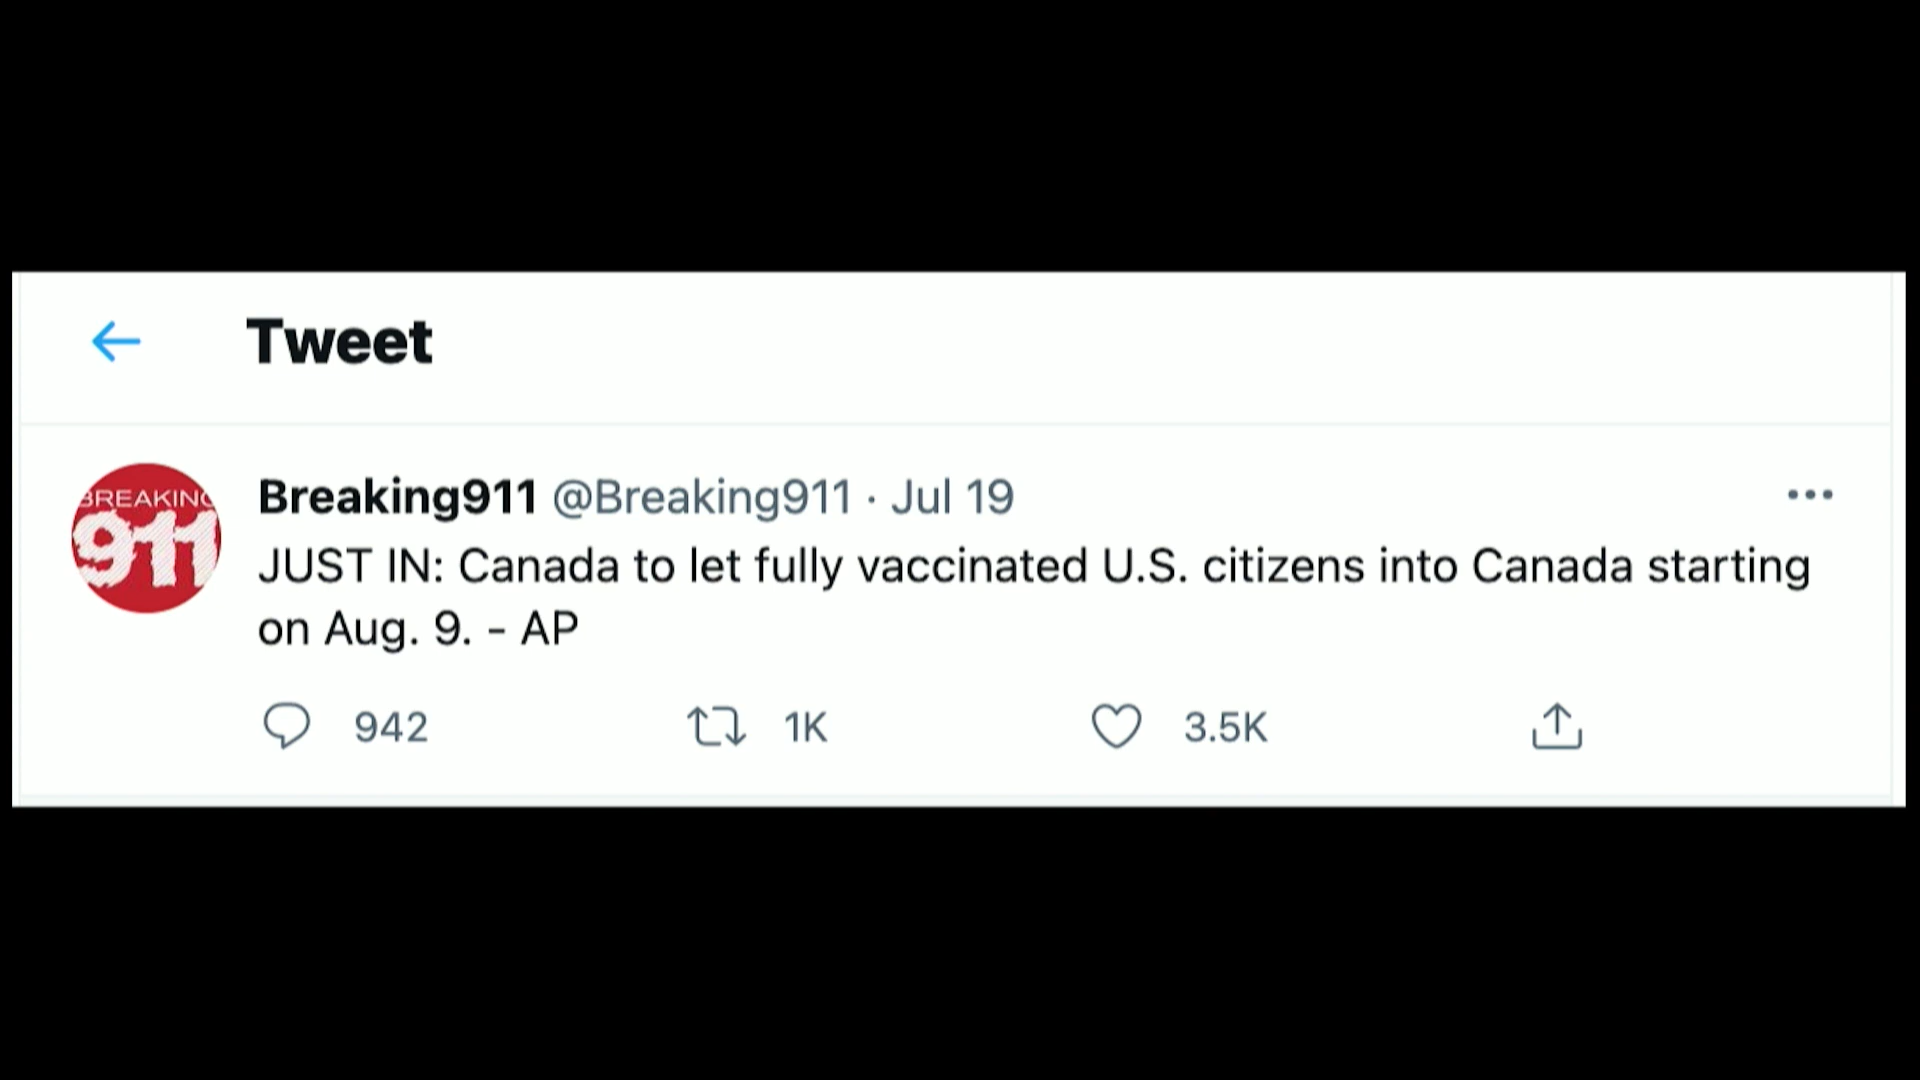 Tweet
Breaking911 @Breaking911 · Jul 19
BREAKING
911
JUST IN: Canada to let fully vaccinated U.S. citizens into Canada starting
on Aug. 9. - AP
942 1K 3.5K